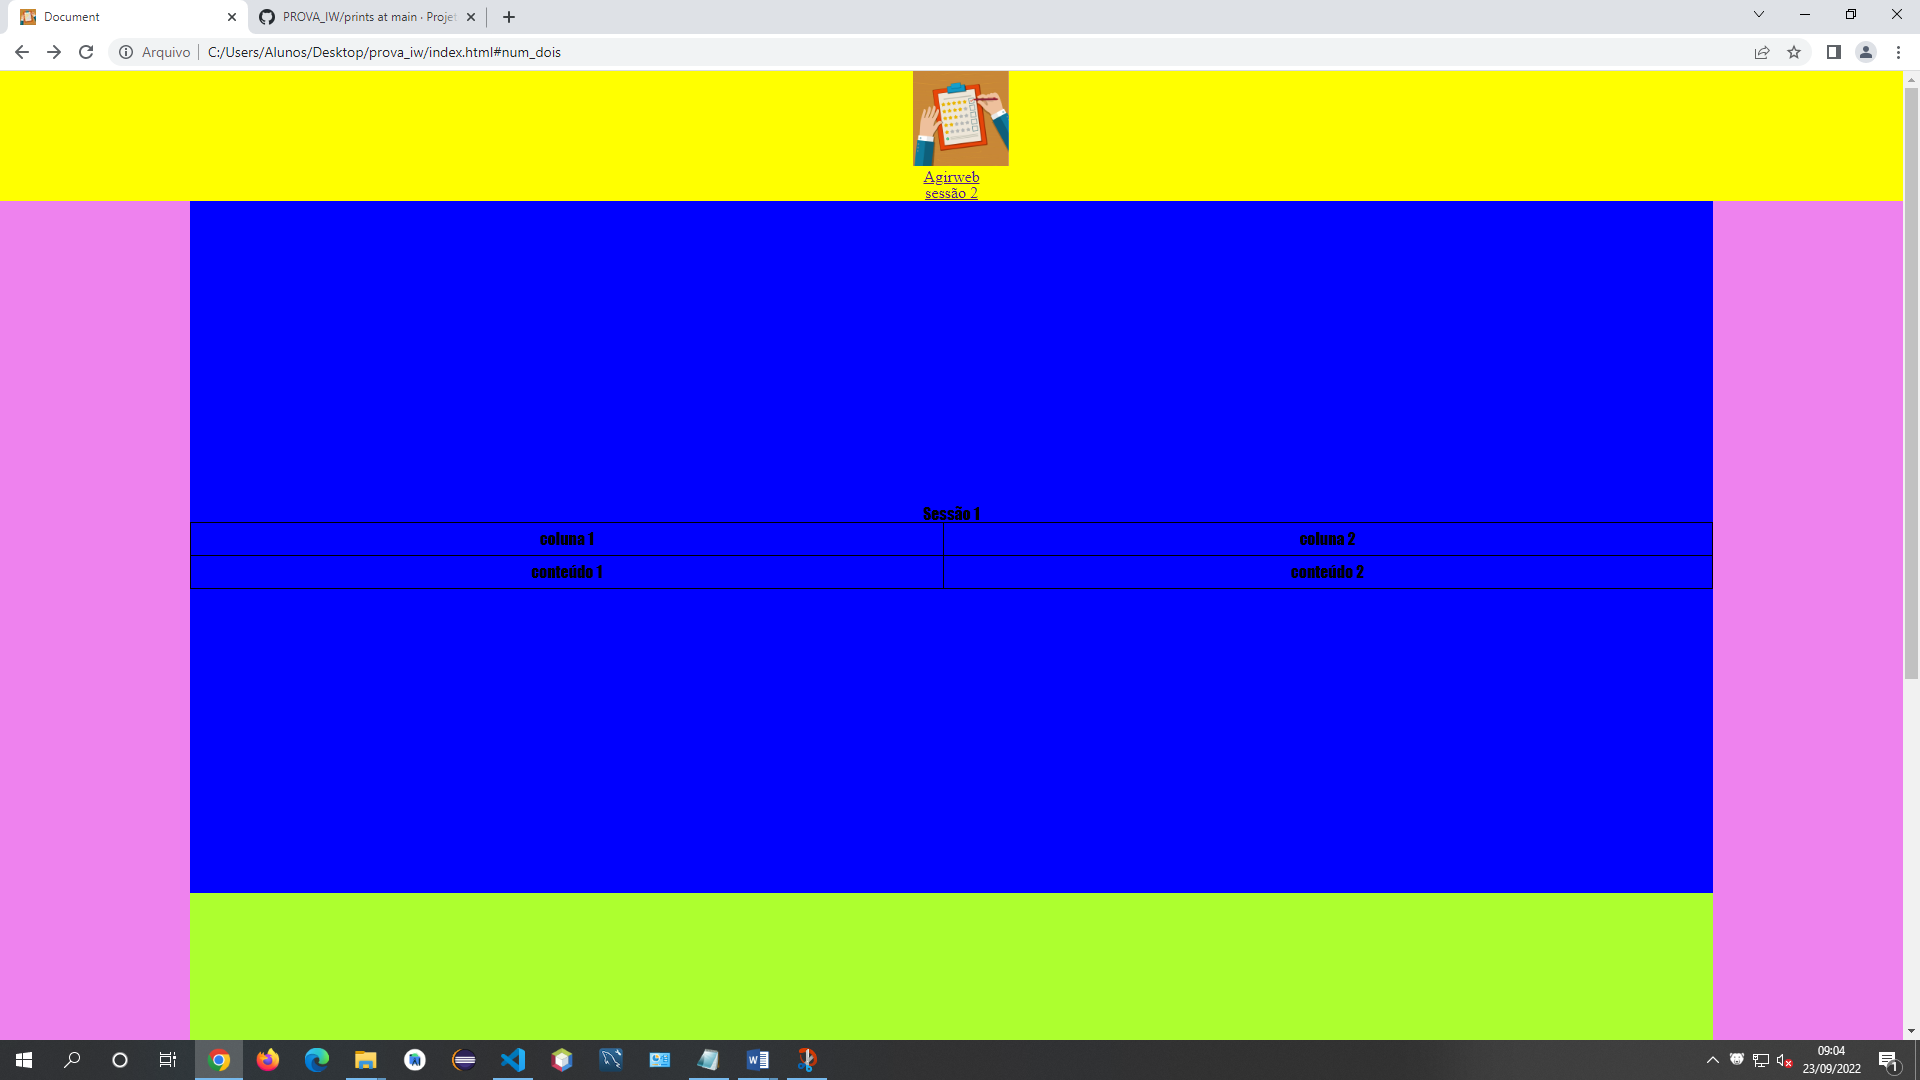 Document
PROVA_IW/prints at main · Projet
Arquivo
C:/Users/Alunos/Desktop/prova_iw/index.html#num_dois
Agirweb
sessão 2
Sessão 1
coluna 1 coluna 2
conteúdo 1 conteúdo 2
09:04
23/09/2022
1